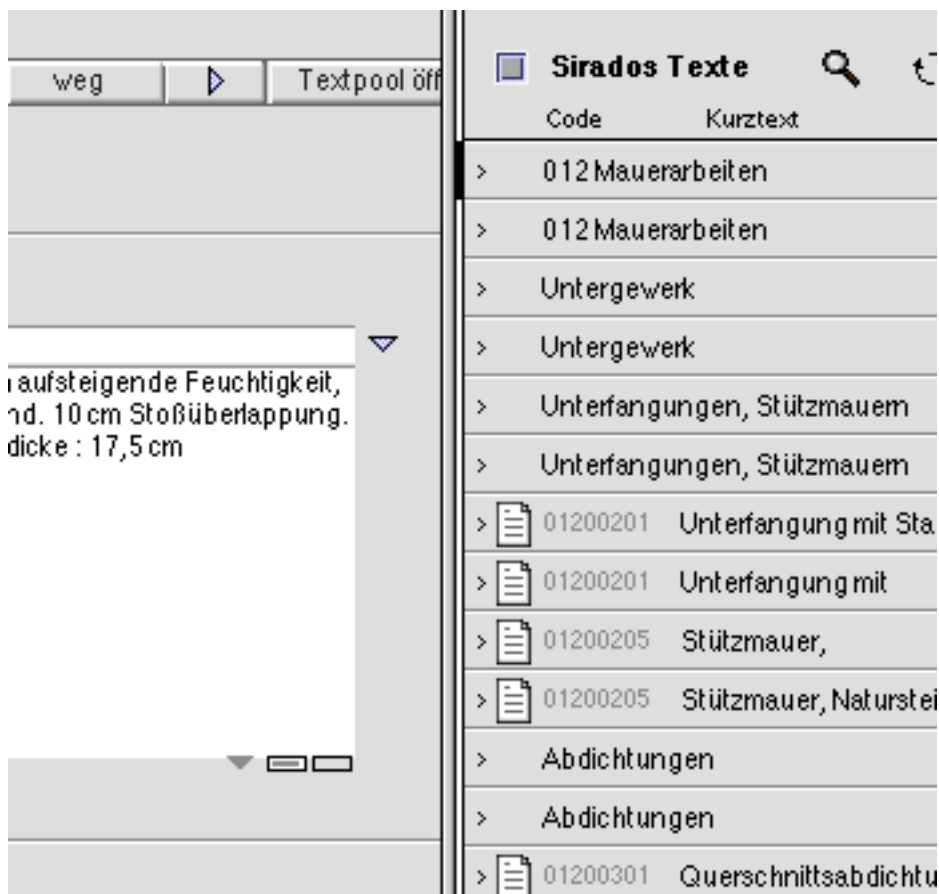 weg
Textpool öff
aufsteigende Feuchtigkeit,
nd. 10 cm Stoßüberlappung.
dicke : 17,5 cm
Sirados Texte
Code Kurztext
012 Mauerarbeiten
012 Mauerarbeiten
Untergewerk
Untergewerk
Unterfangungen, Stützmauern
Unterfangungen, Stützmauern
01200201 Unterfangung mit Sta
01200201 Unterfangung mit
01200205 Stützmauer,
01200205 Stützmauer, Naturstei
Abdichtungen
Abdichtungen
01200301 Querschnittsabdichtu